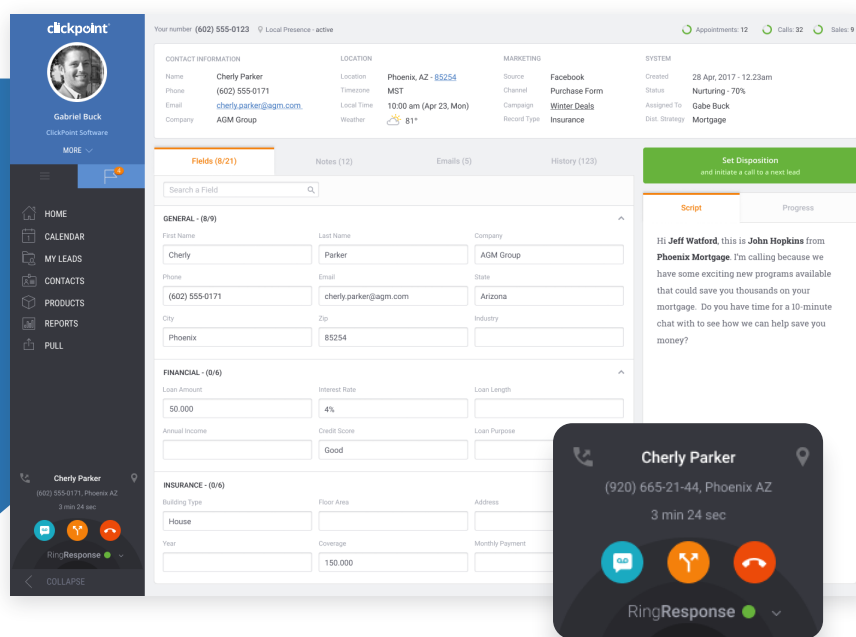 clickpoint
Gabriel Buck
ClickPoint Software
MORE
4
HOME
CALENDAR
MY LEADS
CONTACTS
PRODUCTS
REPORTS
PULL
Cherly Parker
(602) 555-0171, Phoenix AZ
3 min 24 sec
RingResponse
COLLAPSE
Your number (602) 555-0123 Local Presence - active
Appointments: 12 Calls: 32 Sales: 9
CONTACT INFORMATION LOCATION MARKETING SYSTEM
Name Cherly Parker Location Phoenix, AZ - 85254 Source Facebook Created 28 Apr, 2017 - 12.23am
Phone (602) 555-0171 Timezone MST Channel Purchase Form Status Nurturing - 70%
Email cherly.parker@agm.com Local Time 10:00 am (Apr 23, Mon) Campaign Winter Deals Assigned To Gabe Buck
Company AGM Group Weather 81° Record Type Insurance Dist. Strategy Mortgage
Fields (8/21) Notes (12) Emails (5) History (123)
Search a Field
GENERAL - (8/9)
First Name Last Name Company
Cherly Parker AGM Group
Phone Email State
(602) 555-0171 cherly.parker@agm.com Arizona
City Zip Industry
Phoenix 85254
FINANCIAL - (0/6)
Loan Amount Interest Rate Loan Length
50.000 4%
Annual Income Credit Score Loan Purpose
Good
INSURANCE - (0/6)
Building Type Floor Area Address
House
Year Coverage Monthly Payment
150.000
Set Disposition
and initiate a call to a next lead
Script Progress
Hi Jeff Watford, this is John Hopkins from
Phoenix Mortgage. I'm calling because we
have some exciting new programs available
that could save you thousands on your
mortgage. Do you have time for a 10-minute
chat with to see how we can help save you
money?
Cherly Parker
(920) 665-21-44, Phoenix AZ
3 min 24 sec
RingResponse